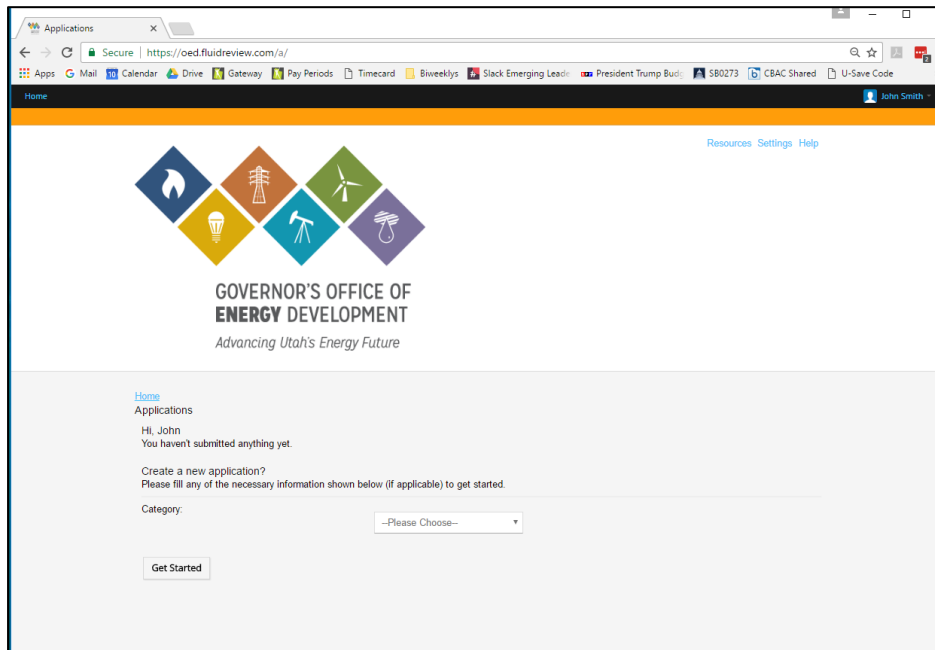 Applications
Secure | https://oed.fluidreview.com/a/
Apps G Mail 10 Calendar Drive Gateway Pay Periods Timecard Biweeklys Slack Emerging Leade President Trump Budg SB0273 CBAC Shared U-Save Code
2
Home John Smith
Resources Settings Help
GOVERNOR'S OFFICE OF
ENERGY DEVELOPMENT
Advancing Utah's Energy Future
Home
Applications
Hi, John
You haven't submitted anything yet.
Create a new application?
Please fill any of the necessary information shown below (if applicable) to get started.
Category:
--Please Choose--
Get Started